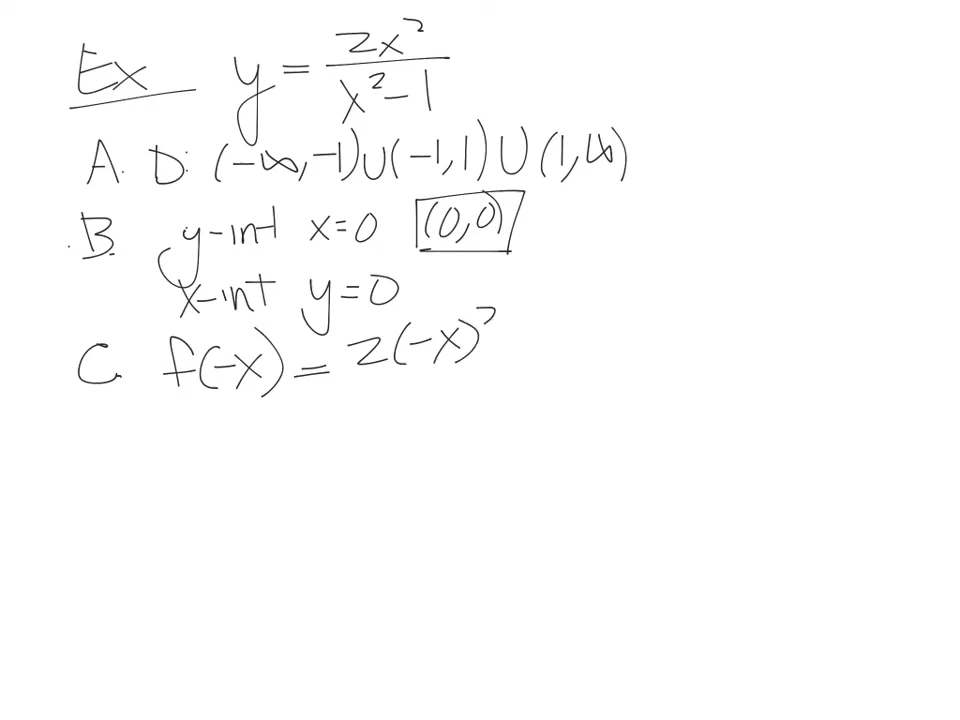 Ex y = 2x²/(x²-1)
A. D: (-∞,-1)∪(-1,1)∪(1,∞)
B. y-int x=0 (0,0)
x-int y=0
C. f(-x) = 2(-x)²